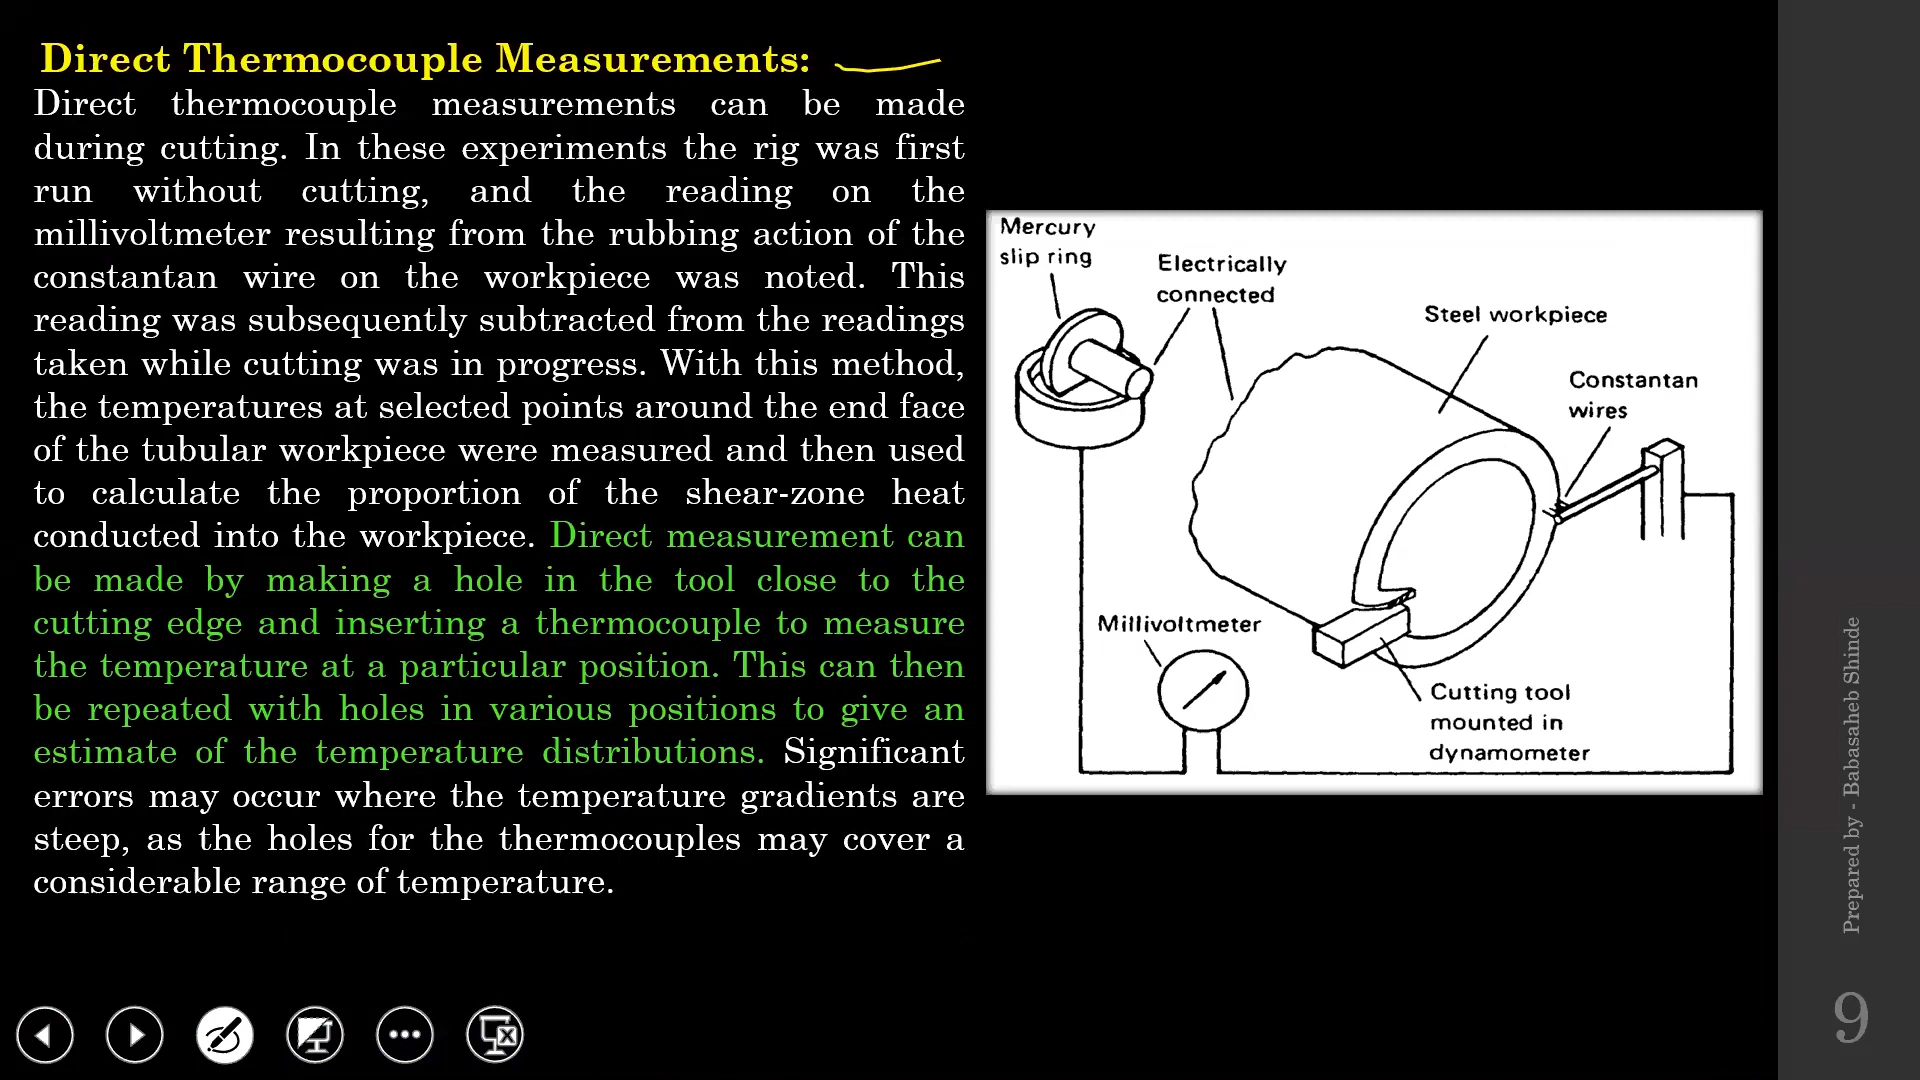 Direct Thermocouple Measurements:
Direct thermocouple measurements can be made
during cutting. In these experiments the rig was first
run without cutting, and the reading on the
millivoltmeter resulting from the rubbing action of the
constantan wire on the workpiece was noted. This
reading was subsequently subtracted from the readings
taken while cutting was in progress. With this method,
the temperatures at selected points around the end face
of the tubular workpiece were measured and then used
to calculate the proportion of the shear-zone heat
conducted into the workpiece. Direct measurement can
be made by making a hole in the tool close to the
cutting edge and inserting a thermocouple to measure
the temperature at a particular position. This can then
be repeated with holes in various positions to give an
estimate of the temperature distributions. Significant
errors may occur where the temperature gradients are
steep, as the holes for the thermocouples may cover a
considerable range of temperature.
Mercury
slip ring
Electrically
connected
Steel workpiece
Constantan
wires
Millivoltmeter
Cutting tool
mounted in
dynamometer
Prepared by - Babasaheb Shinde
9